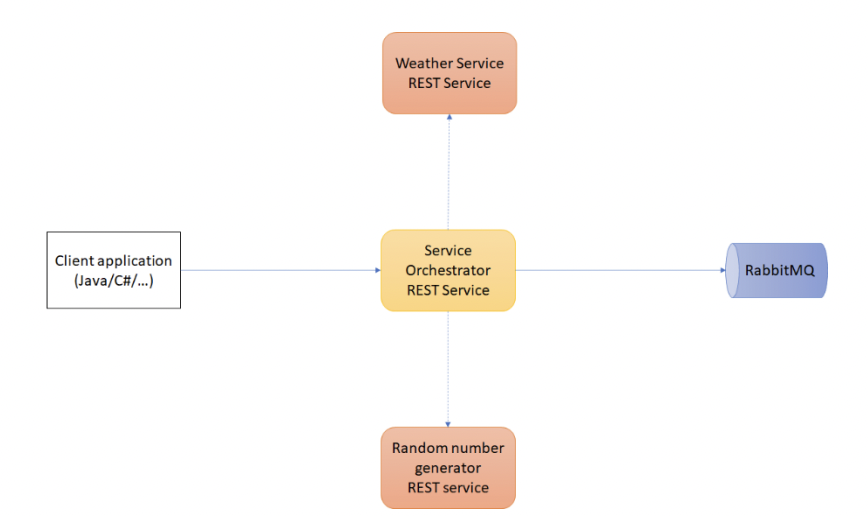 Weather Service
REST Service
Client application
(Java/C#/...)
Service
Orchestrator
REST Service
RabbitMQ
Random number
generator
REST service